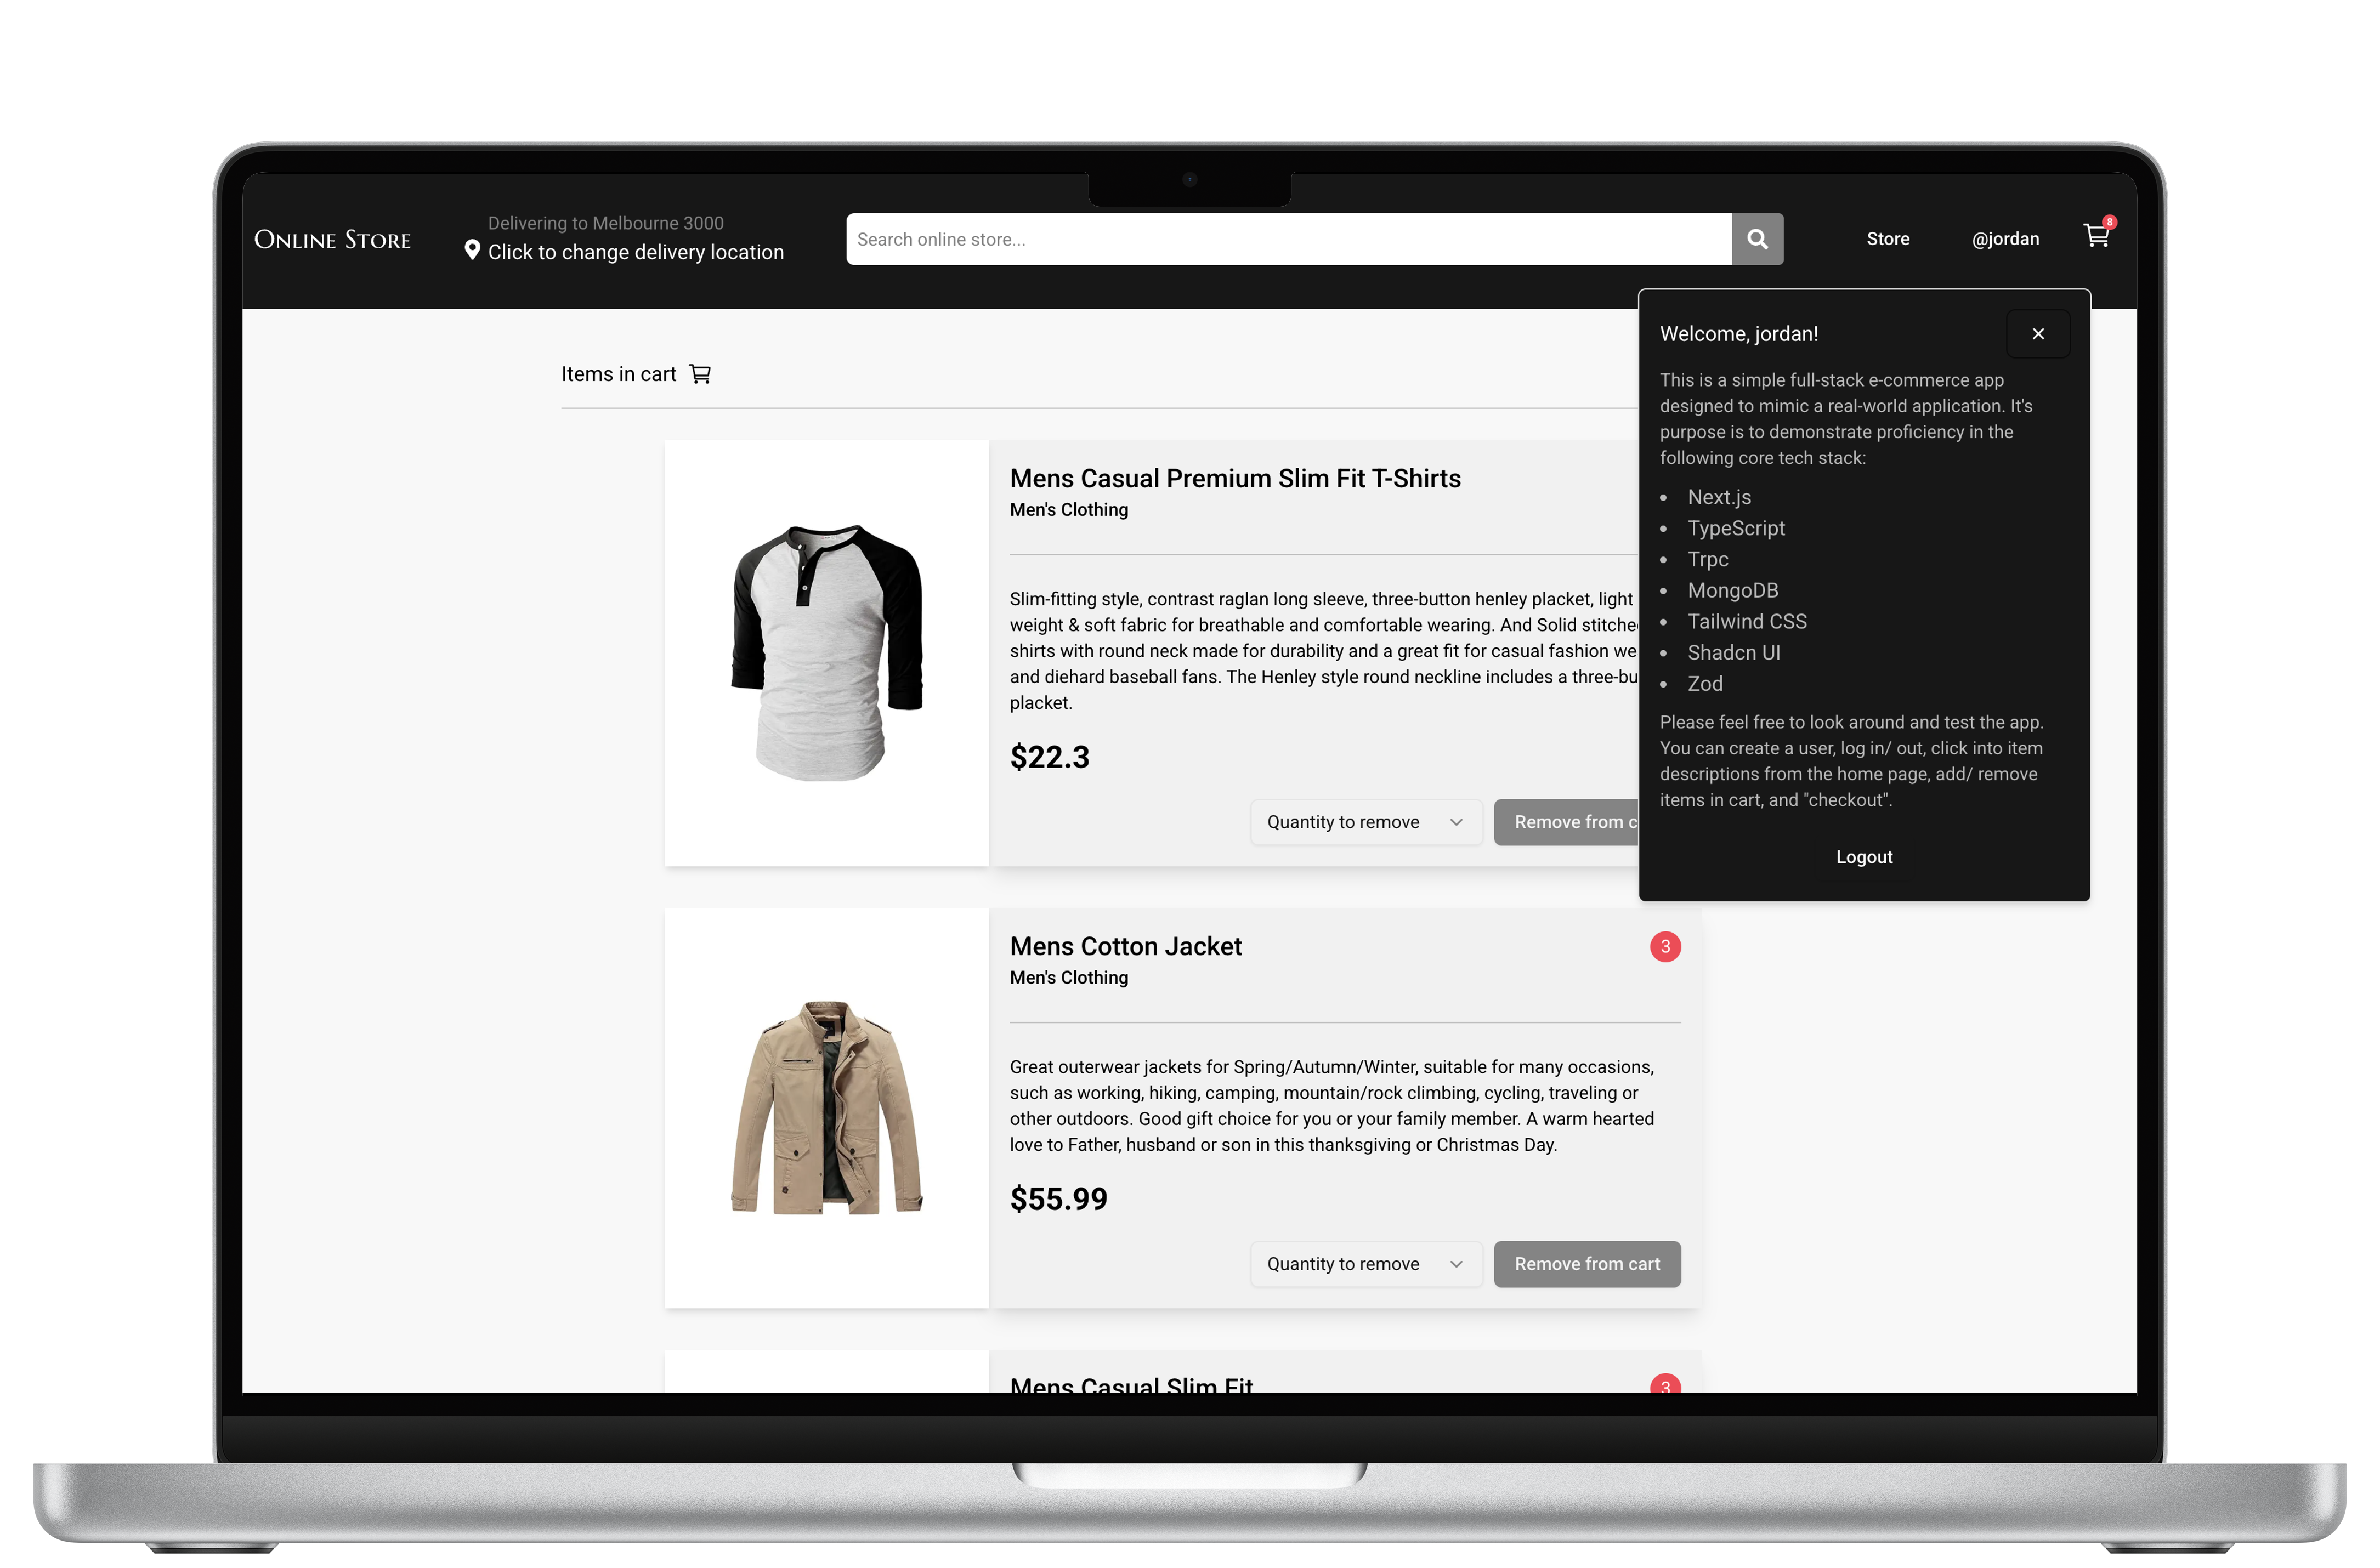 Online Store
Delivering to Melbourne 3000
Click to change delivery location
Search online store...
Store
@jordan
8
Items in cart
Mens Casual Premium Slim Fit T-Shirts
Men's Clothing
Slim-fitting style, contrast raglan long sleeve, three-button henley placket, light
weight & soft fabric for breathable and comfortable wearing. And Solid stitche
shirts with round neck made for durability and a great fit for casual fashion we
and diehard baseball fans. The Henley style round neckline includes a three-bu
placket.
$22.3
Quantity to remove
Remove from c
Welcome, jordan!
This is a simple full-stack e-commerce app
designed to mimic a real-world application. It's
purpose is to demonstrate proficiency in the
following core tech stack:
Next.js
TypeScript
Trpc
MongoDB
Tailwind CSS
Shadcn UI
Zod
Please feel free to look around and test the app.
You can create a user, log in/ out, click into item
descriptions from the home page, add/ remove
items in cart, and "checkout".
Logout
Mens Cotton Jacket
3
Men's Clothing
Great outerwear jackets for Spring/Autumn/Winter, suitable for many occasions,
such as working, hiking, camping, mountain/rock climbing, cycling, traveling or
other outdoors. Good gift choice for you or your family member. A warm hearted
love to Father, husband or son in this thanksgiving or Christmas Day.
$55.99
Quantity to remove
Remove from cart
Mens Casual Slim Fit
3